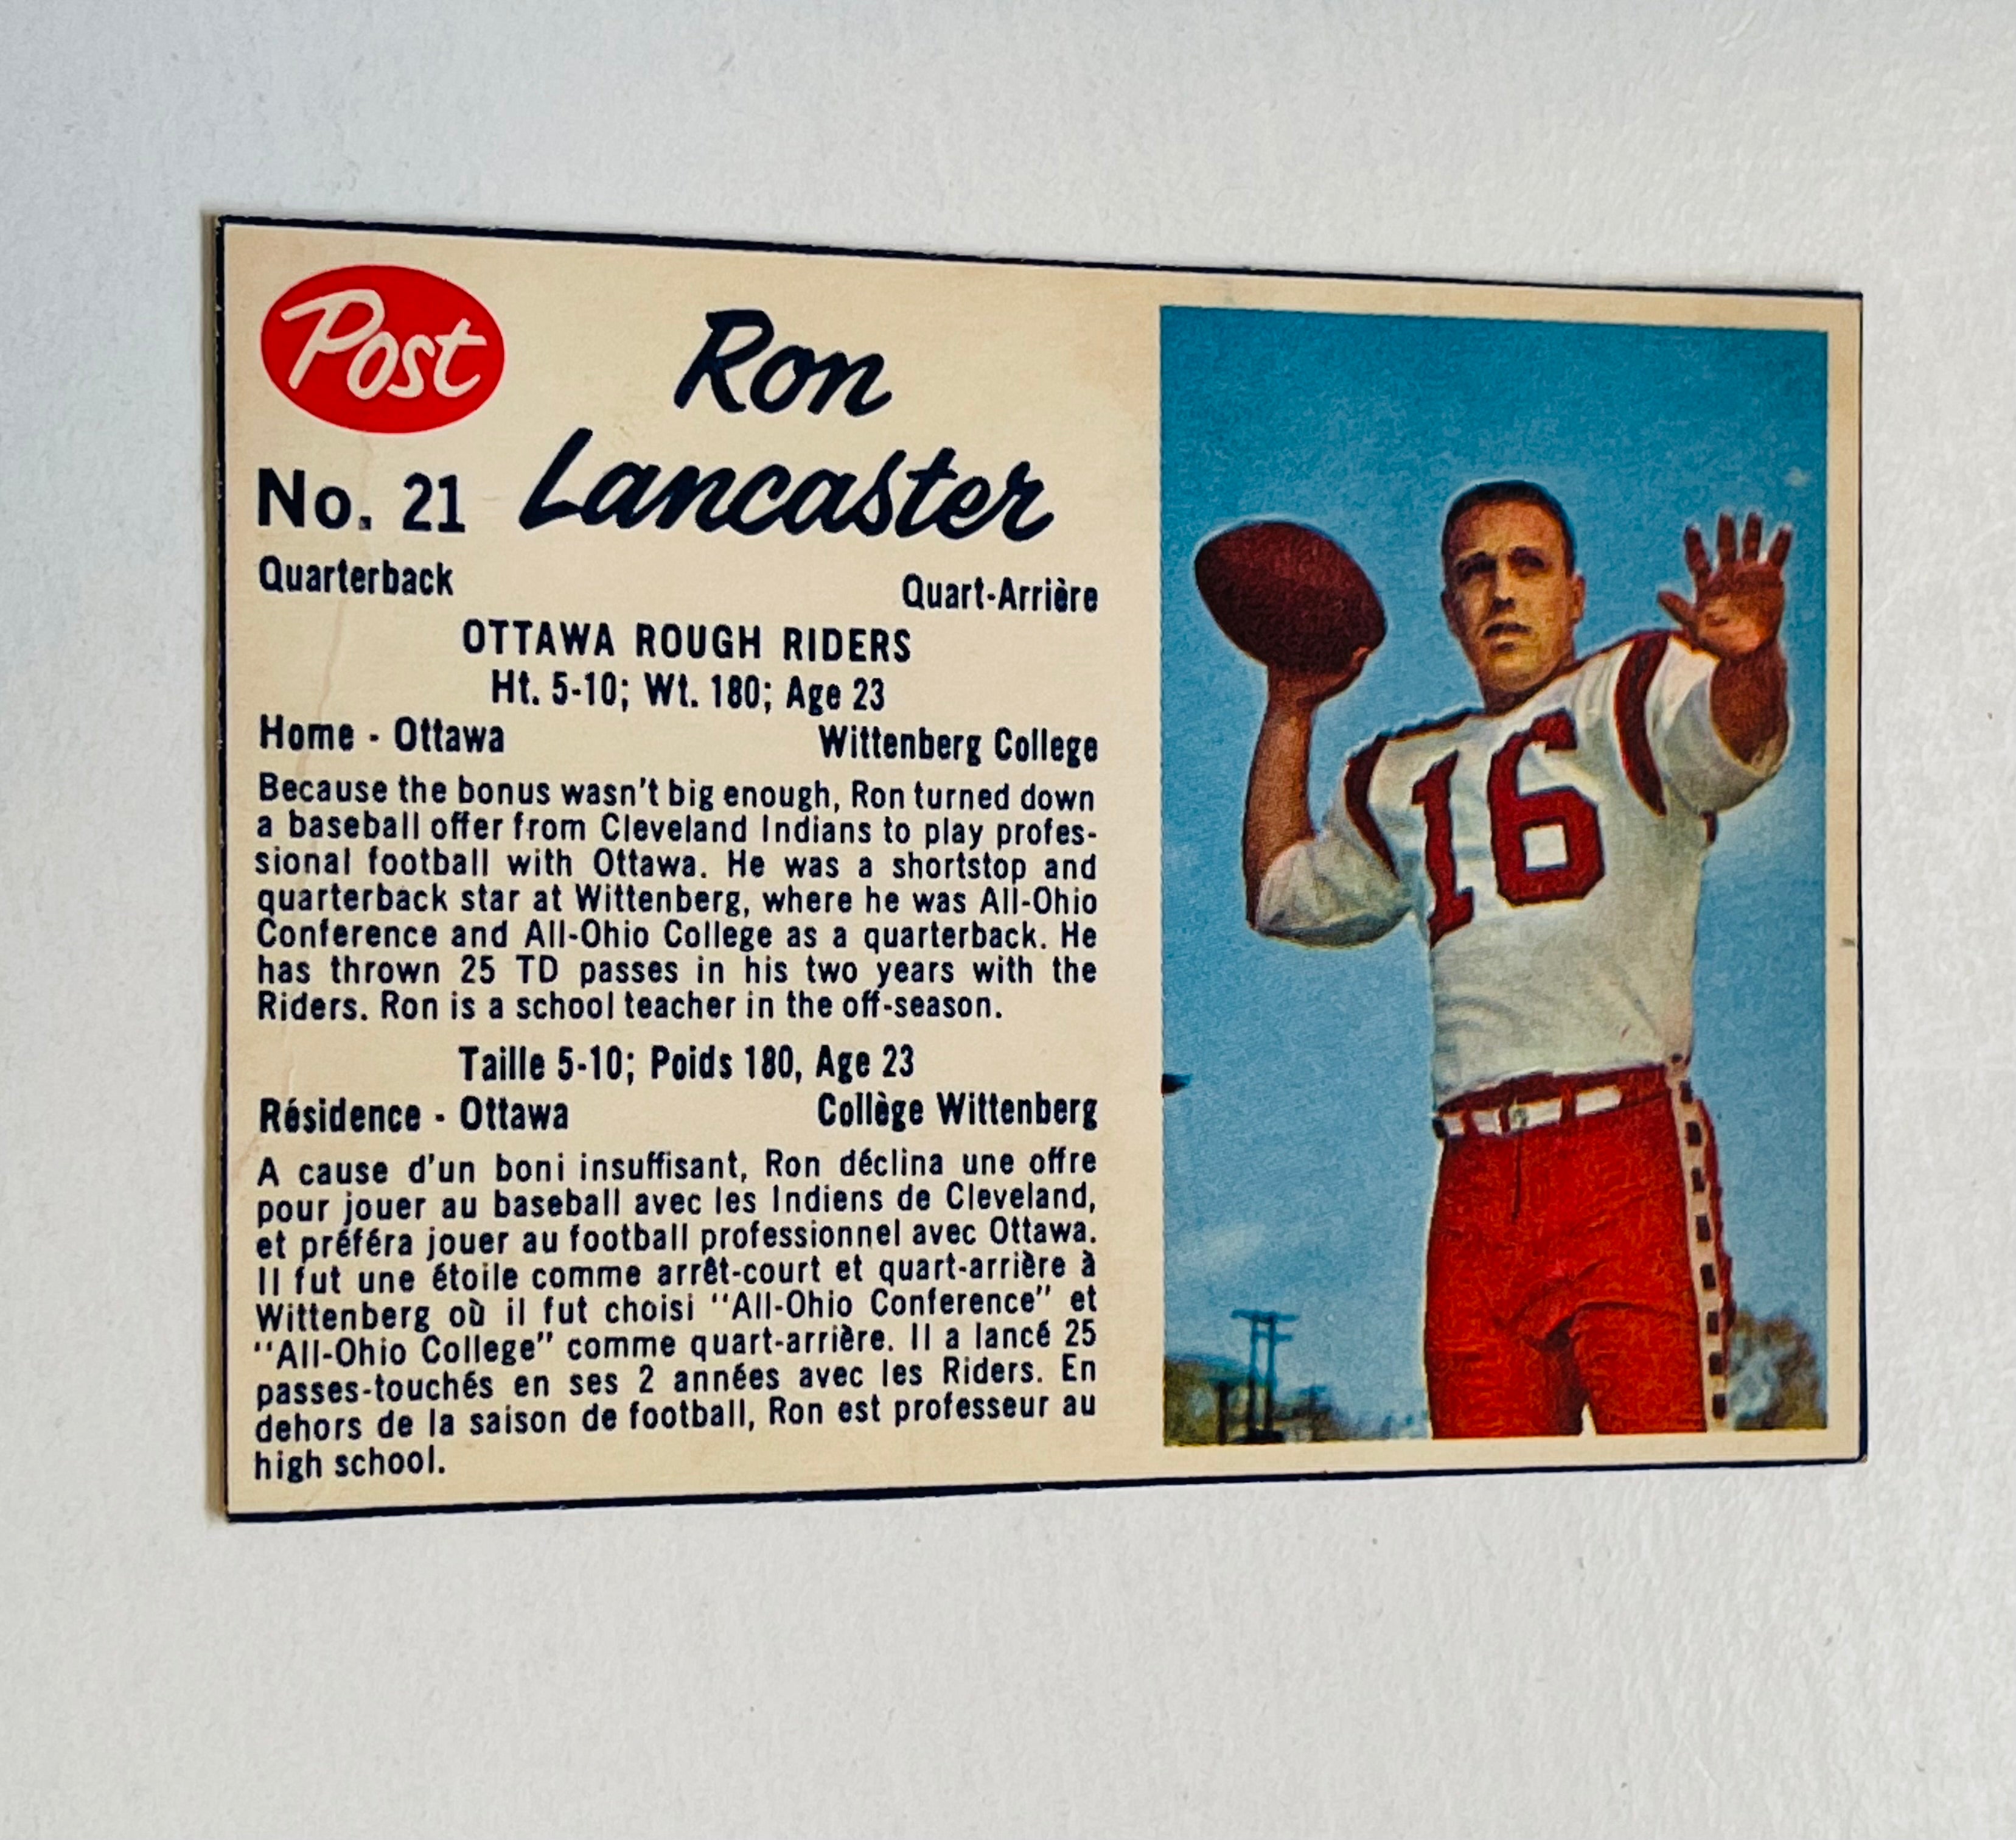 Post
Ron
Lancaster
No. 21
Quarterback
Quart-Arrière
OTTAWA ROUGH RIDERS
Ht. 5-10; Wt. 180; Age 23
Home - Ottawa
Wittenberg College
Because the bonus wasn't big enough, Ron turned down
a baseball offer from Cleveland Indians to play profes-
sional football with Ottawa. He was a shortstop and
quarterback star at Wittenberg, where he was All-Ohio
Conference and All-Ohio College as a quarterback. He
has thrown 25 TD passes in his two years with the
Riders. Ron is a school teacher in the off-season.
Taille 5-10; Poids 180, Age 23
Résidence - Ottawa
Collège Wittenberg
A cause d'un boni insuffisant, Ron déclina une offre
pour jouer au baseball avec les Indiens de Cleveland,
et préféra jouer au football professionnel avec Ottawa.
Il fut une étoile comme arrêt-court et quart-arrière à
Wittenberg où il fut choisi "All-Ohio Conference" et
"All-Ohio College" comme quart-arrière. Il a lancé 25
passes-touchés en ses 2 années avec les Riders. En
dehors de la saison de football, Ron est professeur au
high school.
16